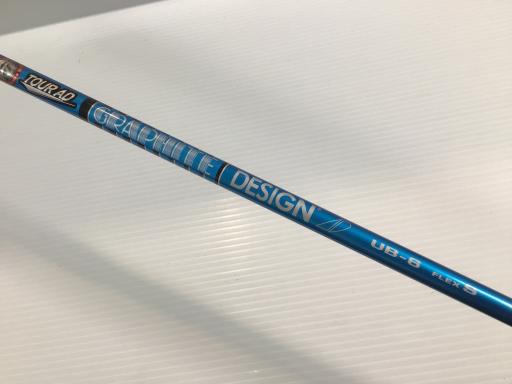 TOUR AD
GRAPHITE DESIGN
UB-6 FLEX S